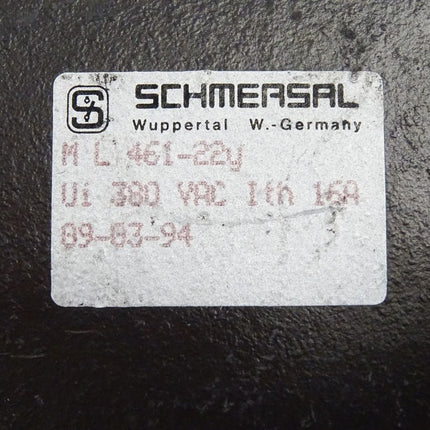 S SCHMERSAL
Wuppertal W.-Germany
M L 461-22y
Ui 380 VAC Ith 16A
09-03-94